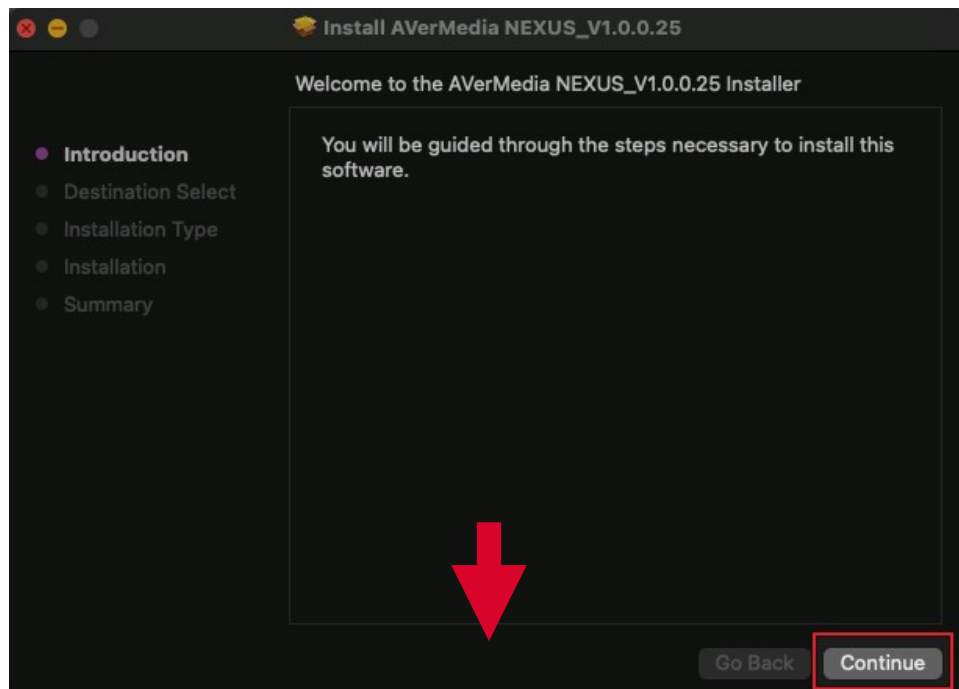 Install AVerMedia NEXUS_V1.0.0.25
Welcome to the AVerMedia NEXUS_V1.0.0.25 Installer
Introduction
Destination Select
Installation Type
Installation
Summary
You will be guided through the steps necessary to install this
software.
Go Back
Continue